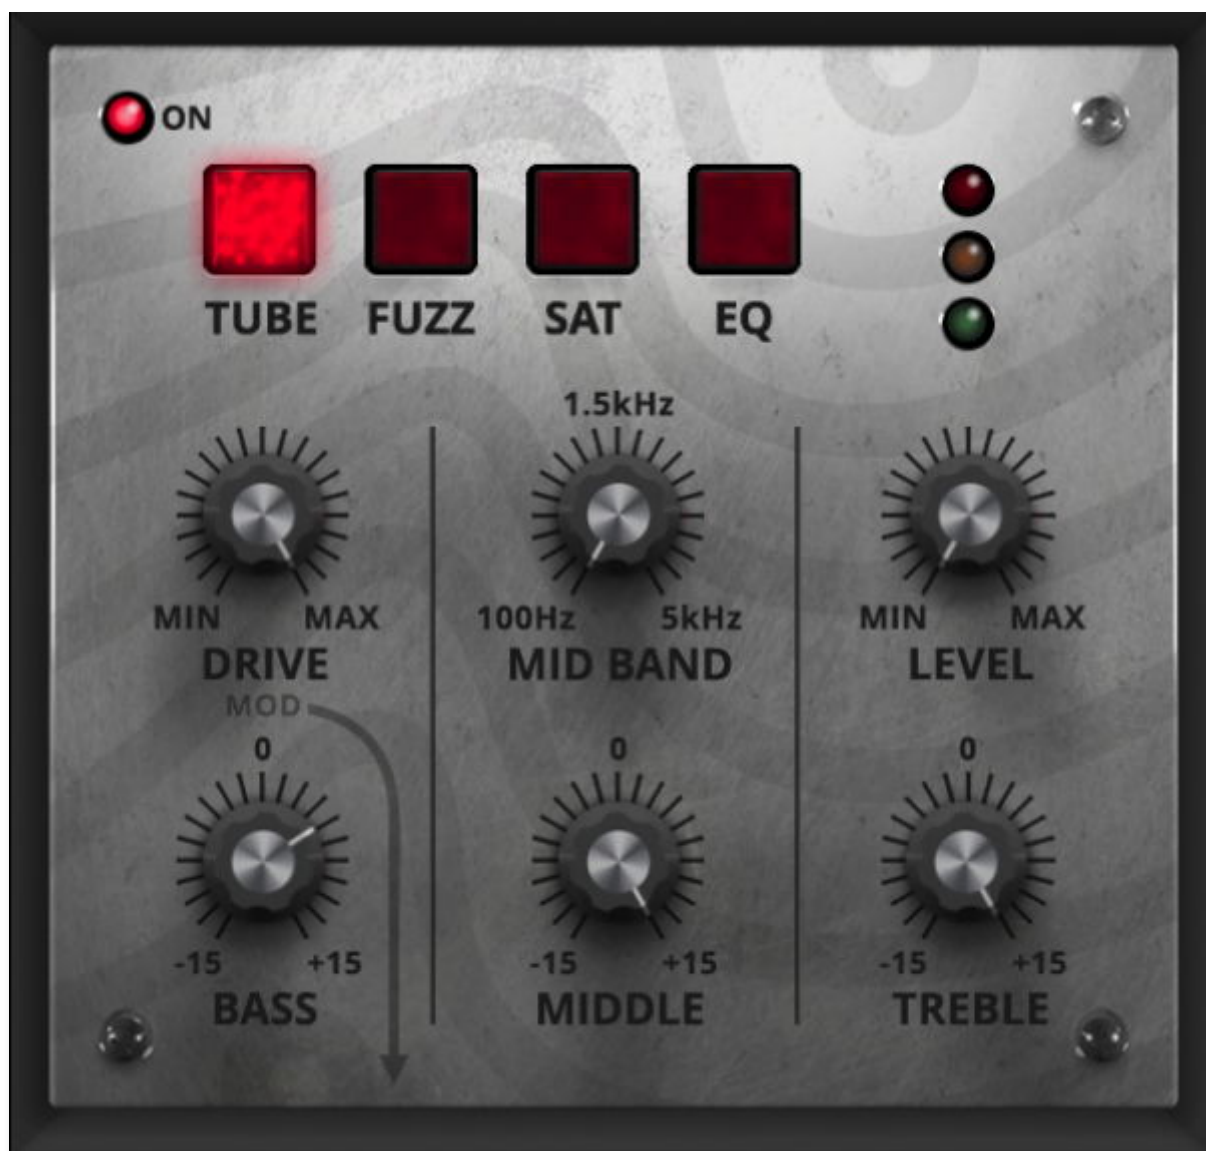 ON
TUBE FUZZ SAT EQ
1.5kHz
MIN MAX 100Hz 5kHz MIN MAX
DRIVE MID BAND LEVEL
MOD
0 0 0
-15 +15 -15 +15 -15 +15
BASS MIDDLE TREBLE